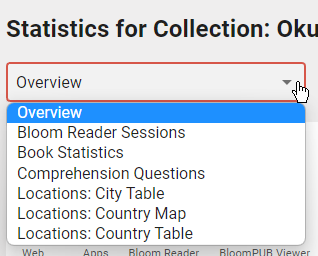 Statistics for Collection: Oku
Overview
Overview
Bloom Reader Sessions
Book Statistics
Comprehension Questions
Locations: City Table
Locations: Country Map
Locations: Country Table
Web Apps Bloom Reader BloomPUB Viewer